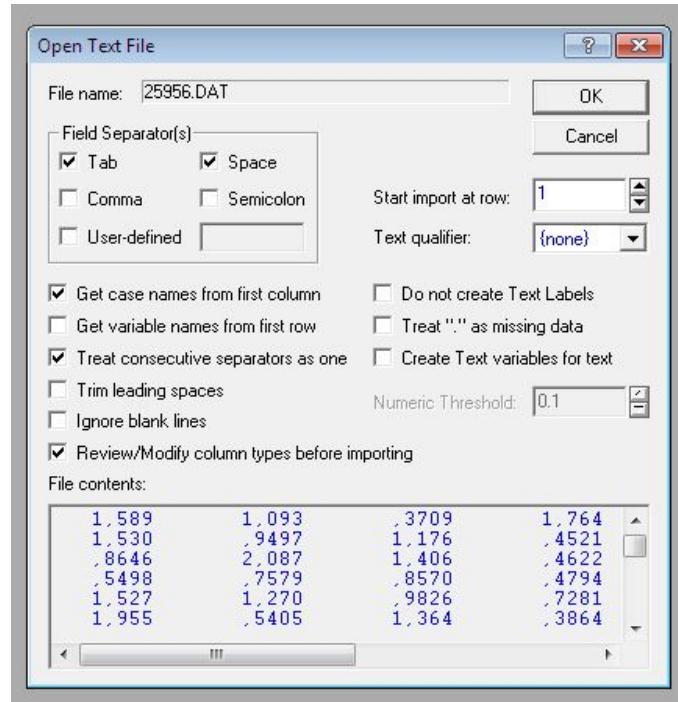 Open Text File
File name: 25956.DAT
OK
Cancel
Field Separator(s)
Tab Space
Comma Semicolon
User-defined
Start import at row: 1
Text qualifier: {none}
Get case names from first column
Do not create Text Labels
Get variable names from first row
Treat "." as missing data
Treat consecutive separators as one
Create Text variables for text
Trim leading spaces
Numeric Threshold: 0.1
Ignore blank lines
Review/Modify column types before importing
File contents:
1,589 1,093 ,3709 1,764
1,530 ,9497 1,176 ,4521
,8646 2,087 1,406 ,4622
,5498 ,7579 ,8570 ,4794
1,527 1,270 ,9826 ,7281
1,955 ,5405 1,364 ,3864